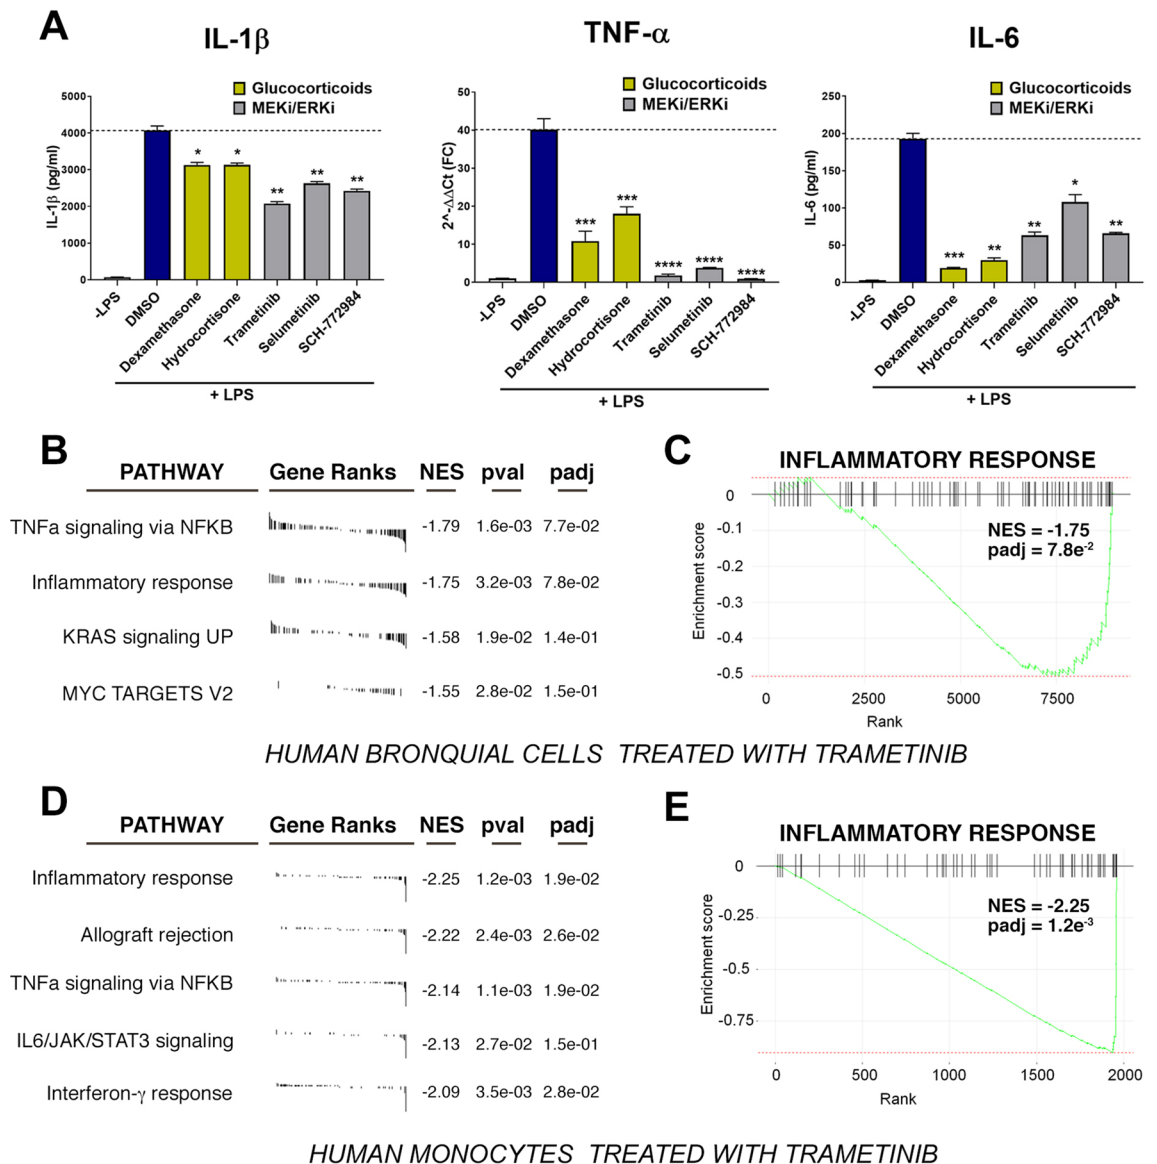 A
IL-1β
TNF-α
IL-6
Glucocorticoids
MEKi/ERKi
Glucocorticoids
MEKi/ERKi
Glucocorticoids
MEKi/ERKi
IL-1β (pg/ml)
5000
4000
3000
2000
1000
0
* * ** ** **
-LPS
DMSO
Dexamethasone
Hydrocortisone
Trametinib
Selumetinib
SCH-772984
+ LPS
2^-ΔΔCt (FC)
50
40
30
20
10
0
*** *** **** **** ****
-LPS
DMSO
Dexamethasone
Hydrocortisone
Trametinib
Selumetinib
SCH-772984
+ LPS
IL-6 (pg/ml)
250
200
150
100
50
0
*** ** ** * **
-LPS
DMSO
Dexamethasone
Hydrocortisone
Trametinib
Selumetinib
SCH-772984
+ LPS
B
PATHWAY Gene Ranks NES pval padj
TNFa signaling via NFKB -1.79 1.6e-03 7.7e-02
Inflammatory response -1.75 3.2e-03 7.8e-02
KRAS signaling UP -1.58 1.9e-02 1.4e-01
MYC TARGETS V2 -1.55 2.8e-02 1.5e-01
C
INFLAMMATORY RESPONSE
NES = -1.75
padj = 7.8e-2
Enrichment score
0
-0.1
-0.2
-0.3
-0.4
-0.5
0 2500 5000 7500
Rank
HUMAN BRONQUIAL CELLS TREATED WITH TRAMETINIB
D
PATHWAY Gene Ranks NES pval padj
Inflammatory response -2.25 1.2e-03 1.9e-02
Allograft rejection -2.22 2.4e-03 2.6e-02
TNFa signaling via NFKB -2.14 1.1e-03 1.9e-02
IL6/JAK/STAT3 signaling -2.13 2.7e-02 1.5e-01
Interferon-γ response -2.09 3.5e-03 2.8e-02
E
INFLAMMATORY RESPONSE
NES = -2.25
padj = 1.2e-3
Enrichment score
0
-0.25
-0.5
-0.75
0 500 1000 1500 2000
Rank
HUMAN MONOCYTES TREATED WITH TRAMETINIB